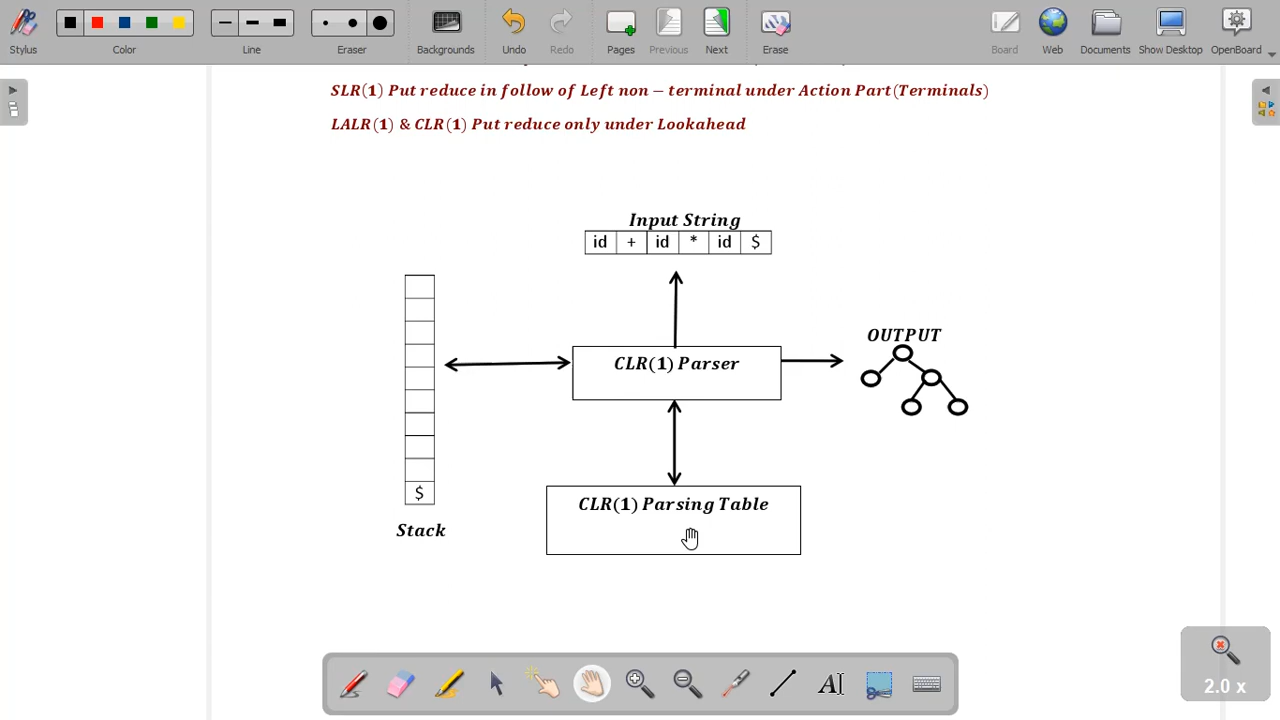 Stylus
Color
Line
Eraser
Backgrounds
Undo
Redo
Pages
Previous
Next
Erase
Board
Web
Documents
Show Desktop
OpenBoard
SLR(1) Put reduce in follow of Left non − terminal under Action Part(Terminals)
LALR(1) & CLR(1) Put reduce only under Lookahead
Input String
id + id * id $
OUTPUT
CLR(1) Parser
CLR(1) Parsing Table
$
Stack
2.0 x